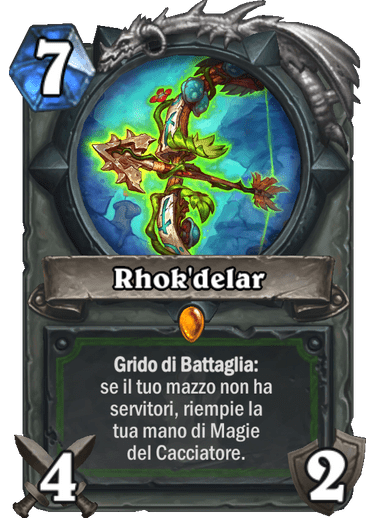 7
Rhok'delar
Grido di Battaglia:
se il tuo mazzo non ha
servitori, riempie la
tua mano di Magie
del Cacciatore.
4
2